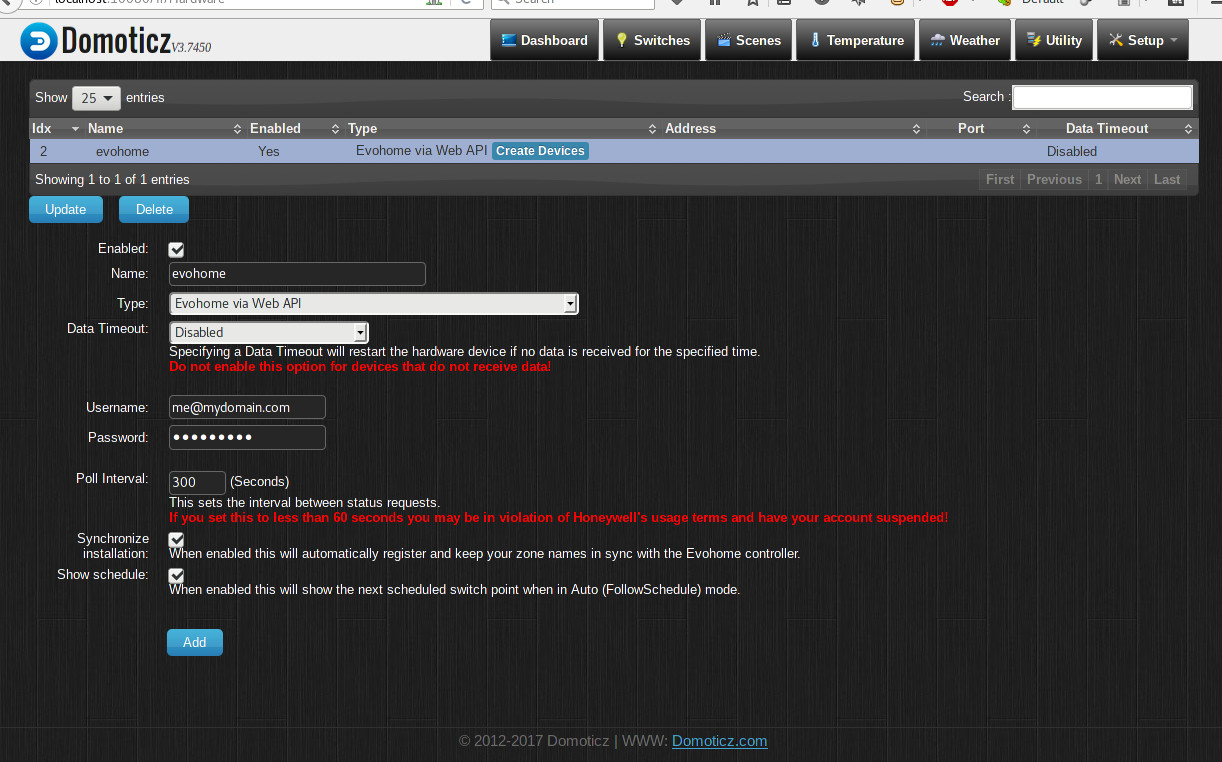 Domoticz V3.7450
Dashboard Switches Scenes Temperature Weather Utility Setup
Show 25 entries Search :
Idx Name Enabled Type Address Port Data Timeout
2 evohome Yes Evohome via Web API Create Devices Disabled
Showing 1 to 1 of 1 entries First Previous 1 Next Last
Update Delete
Enabled:
Name: evohome
Type: Evohome via Web API
Data Timeout: Disabled
Specifying a Data Timeout will restart the hardware device if no data is received for the specified time.
Do not enable this option for devices that do not receive data!
Username: me@mydomain.com
Password: ●●●●●●●●●
Poll Interval: 300 (Seconds)
This sets the interval between status requests.
If you set this to less than 60 seconds you may be in violation of Honeywell's usage terms and have your account suspended!
Synchronize
installation: When enabled this will automatically register and keep your zone names in sync with the Evohome controller.
Show schedule:
When enabled this will show the next scheduled switch point when in Auto (FollowSchedule) mode.
Add
© 2012-2017 Domoticz | WWW: Domoticz.com